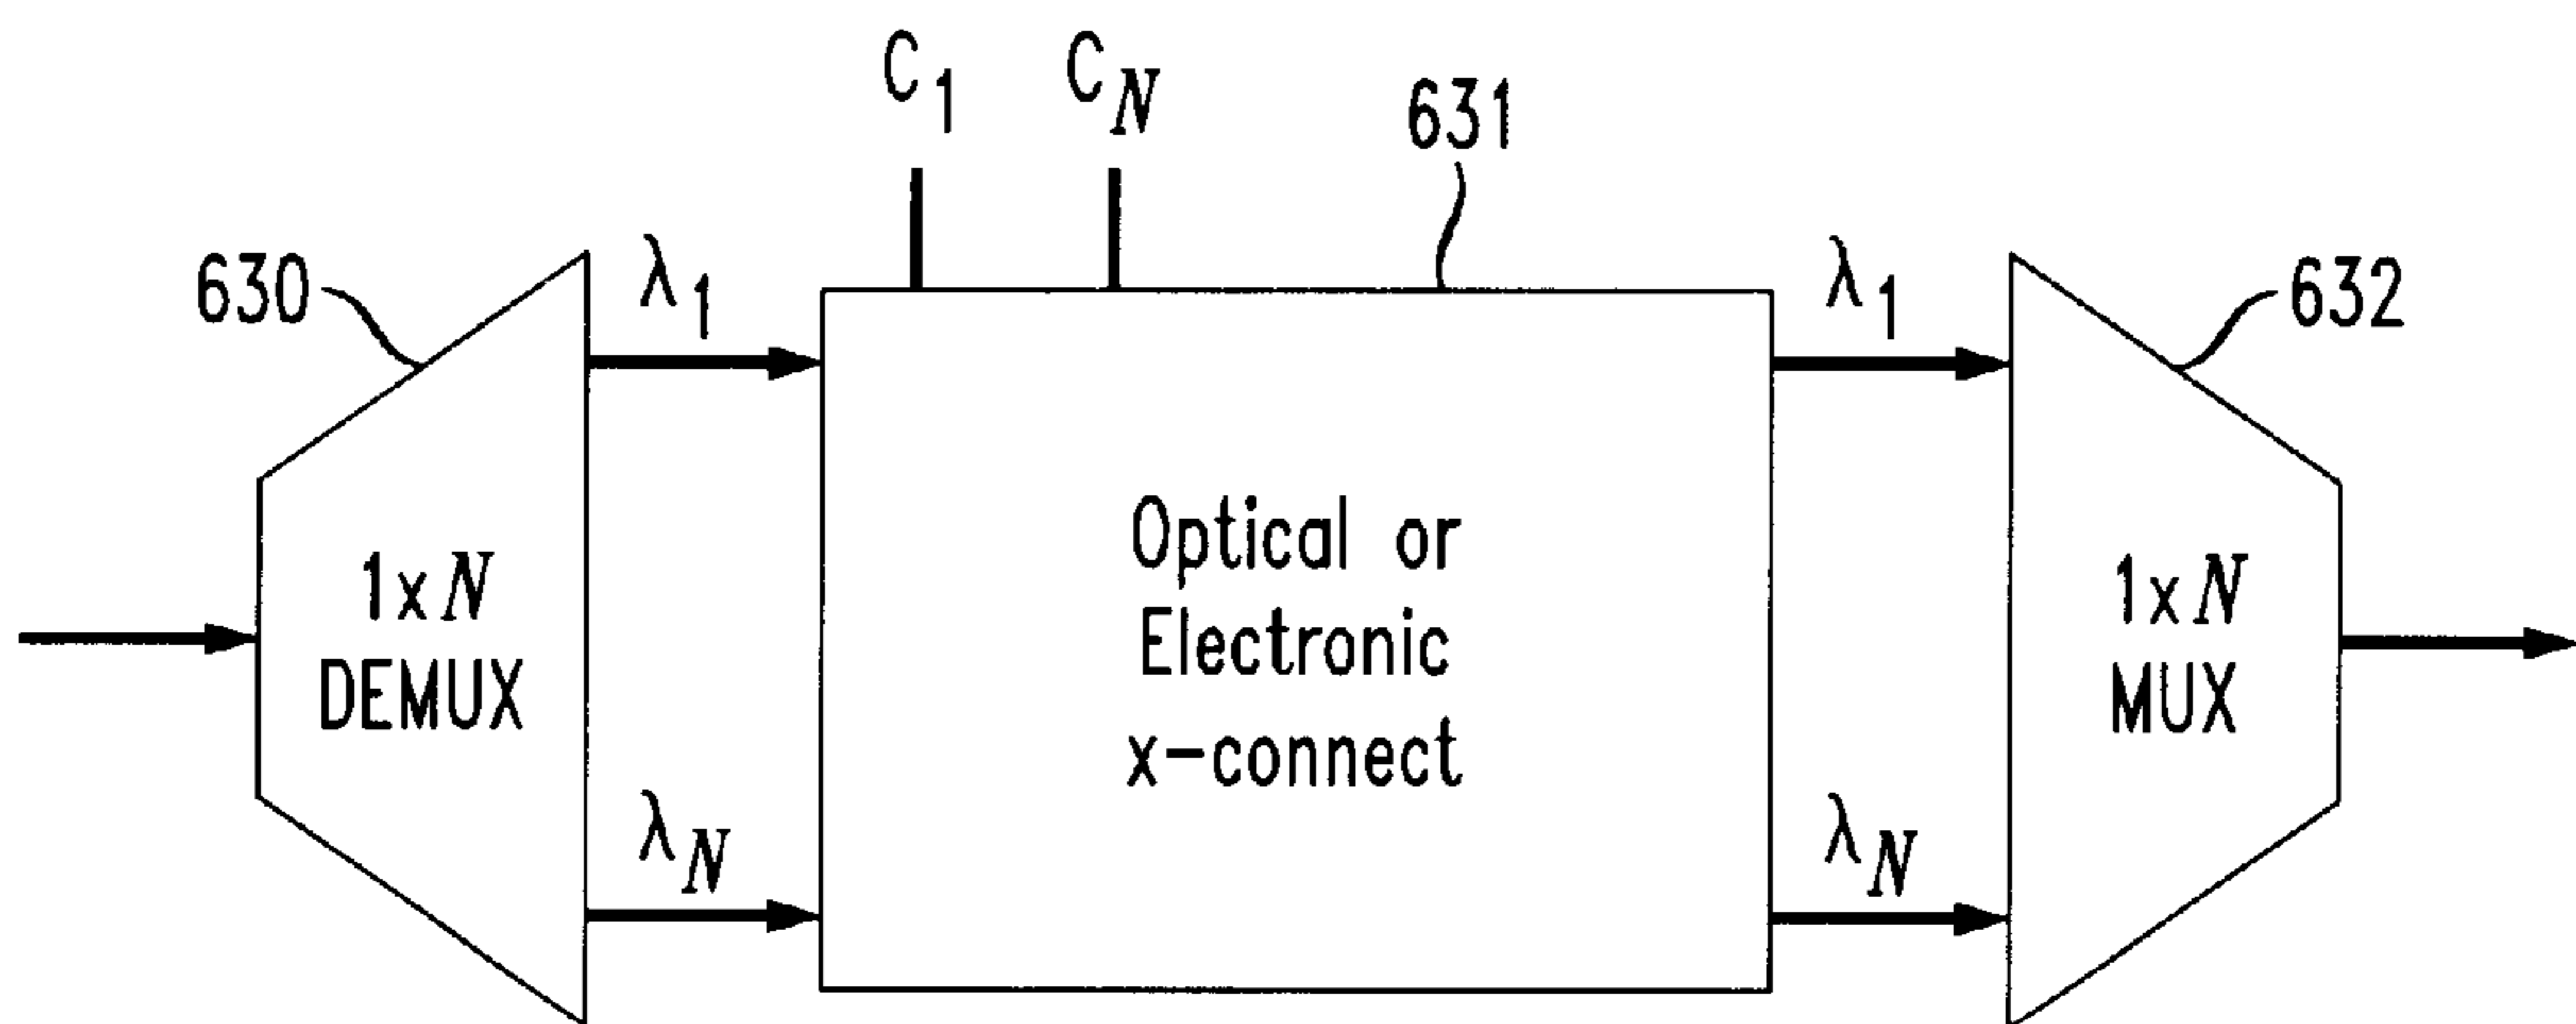 C1
CN
631
630
λ1
λ1
632
1xN
DEMUX
Optical or
Electronic
x-connect
1xN
MUX
λN
λN